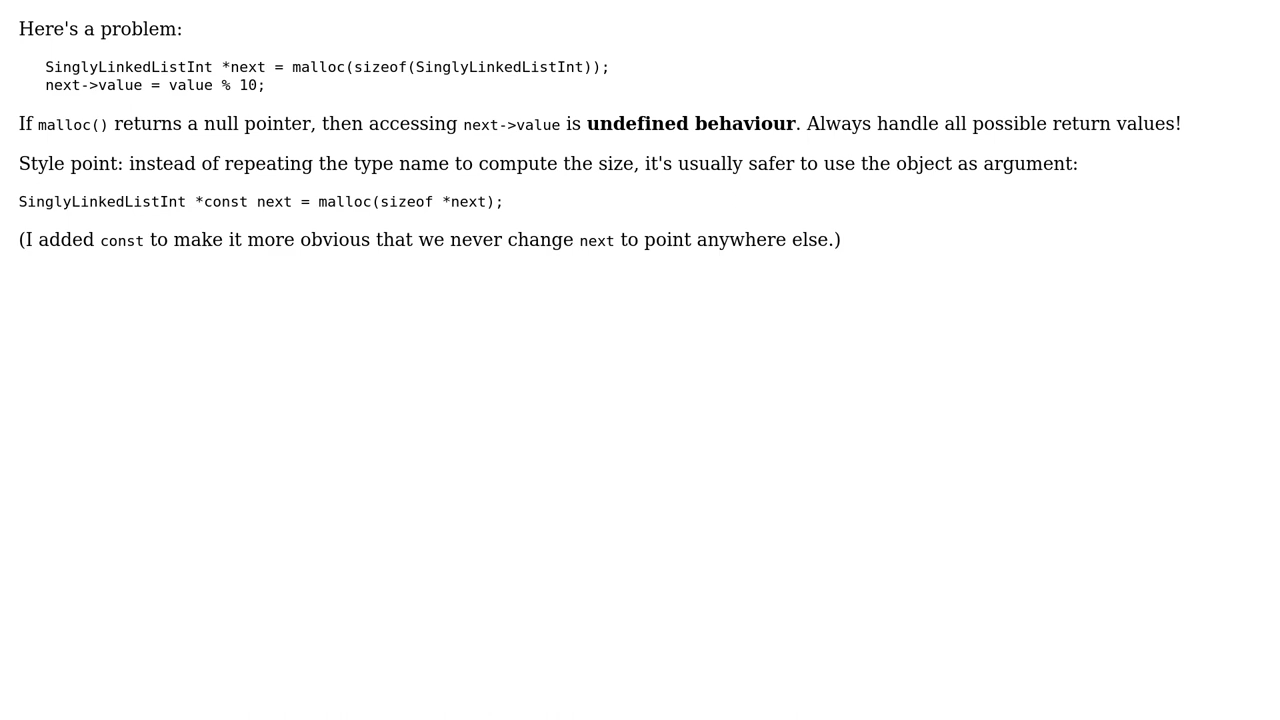 Here's a problem:
SinglyLinkedListInt *next = malloc(sizeof(SinglyLinkedListInt));
next->value = value % 10;
If malloc() returns a null pointer, then accessing next->value is undefined behaviour. Always handle all possible return values!
Style point: instead of repeating the type name to compute the size, it's usually safer to use the object as argument:
SinglyLinkedListInt *const next = malloc(sizeof *next);
(I added const to make it more obvious that we never change next to point anywhere else.)